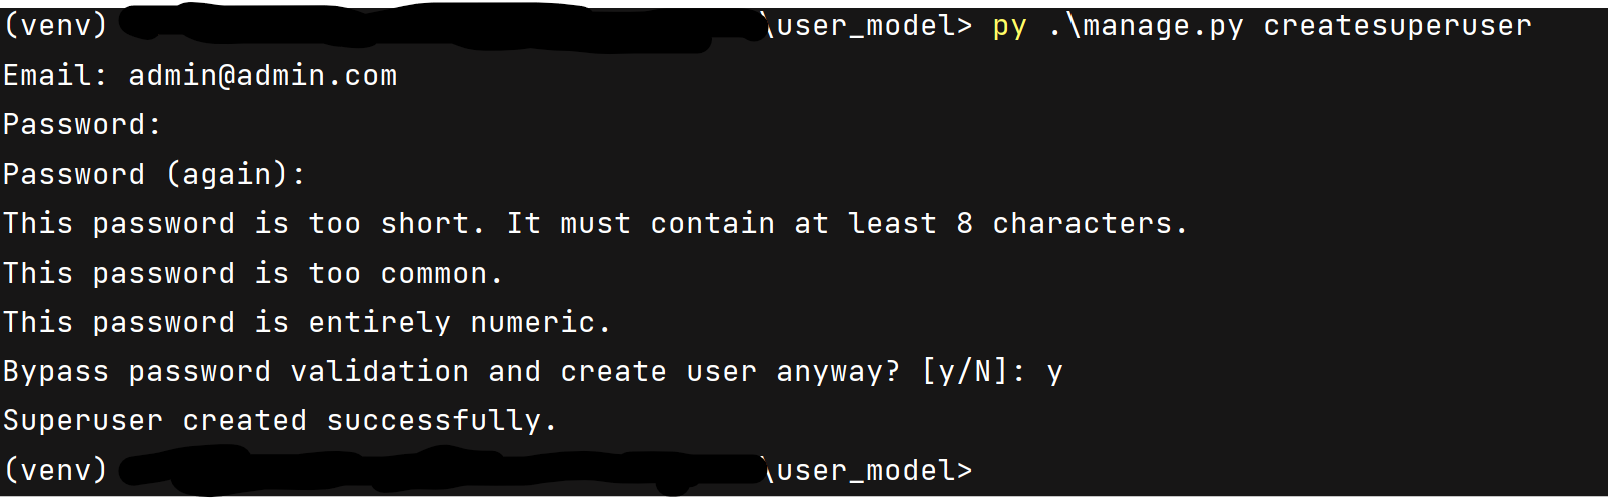 (venv) \user_model> py .\manage.py createsuperuser
Email: admin@admin.com
Password:
Password (again):
This password is too short. It must contain at least 8 characters.
This password is too common.
This password is entirely numeric.
Bypass password validation and create user anyway? [y/N]: y
Superuser created successfully.
(venv) \user_model>